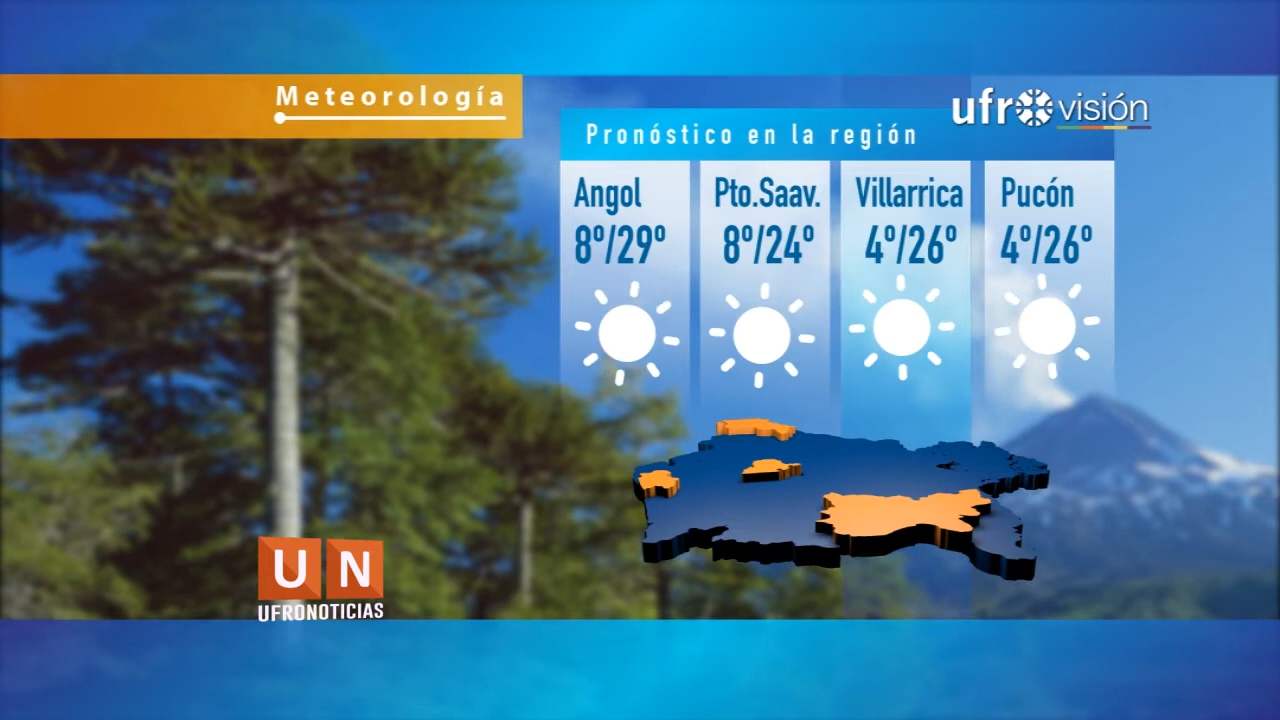 Meteorología
ufro visión
Pronóstico en la región
Angol
8º/29º
Pto.Saav.
8º/24º
Villarrica
4º/26º
Pucón
4º/26º
UN
UFRONOTICIAS